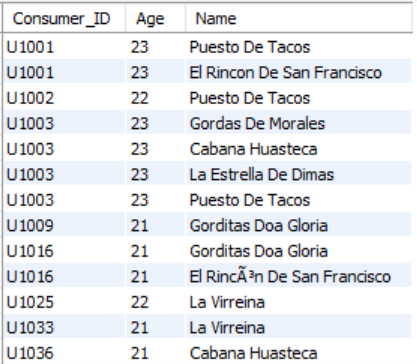 Consumer_ID Age Name
U1001 23 Puesto De Tacos
U1001 23 El Rincon De San Francisco
U1002 22 Puesto De Tacos
U1003 23 Gordas De Morales
U1003 23 Cabana Huasteca
U1003 23 La Estrella De Dimas
U1003 23 Puesto De Tacos
U1009 21 Gorditas Doa Gloria
U1016 21 Gorditas Doa Gloria
U1016 21 El RincÃ³n De San Francisco
U1025 22 La Virreina
U1033 21 La Virreina
U1036 21 Cabana Huasteca